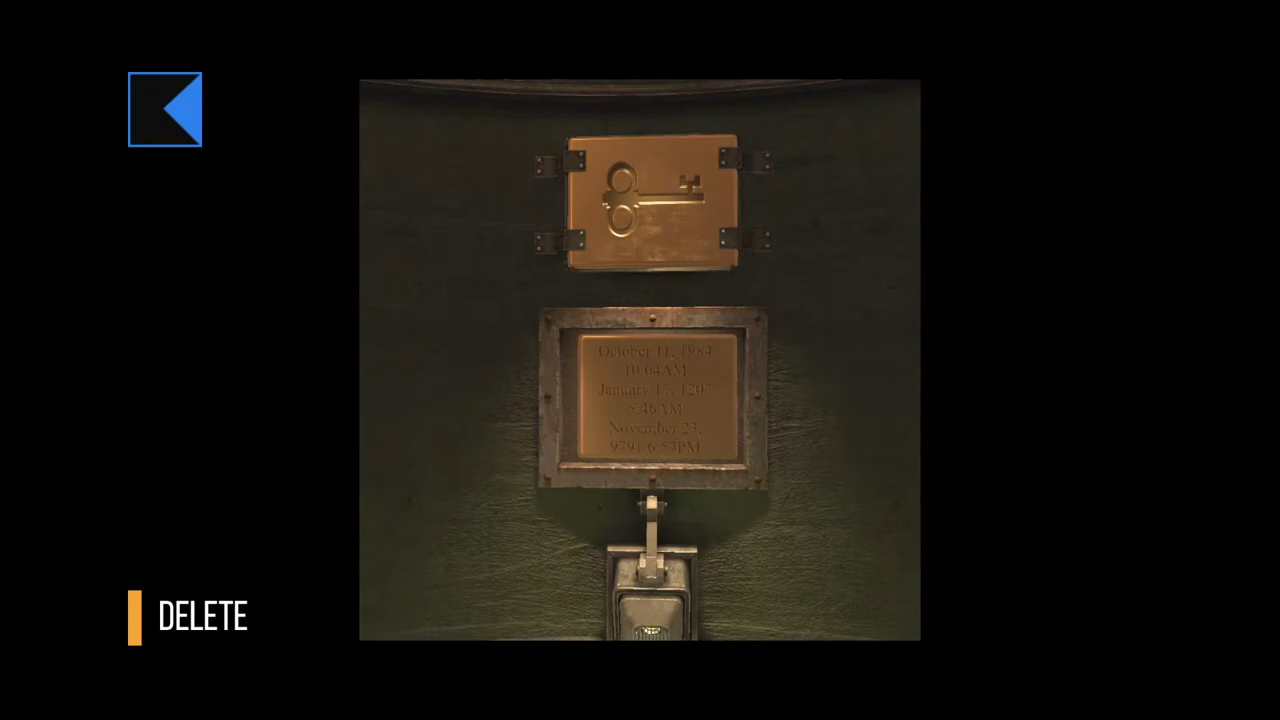 October 11, 1984
10:04AM
January 17, 1207
5:46AM
November 23,
9791 6:57PM
DELETE